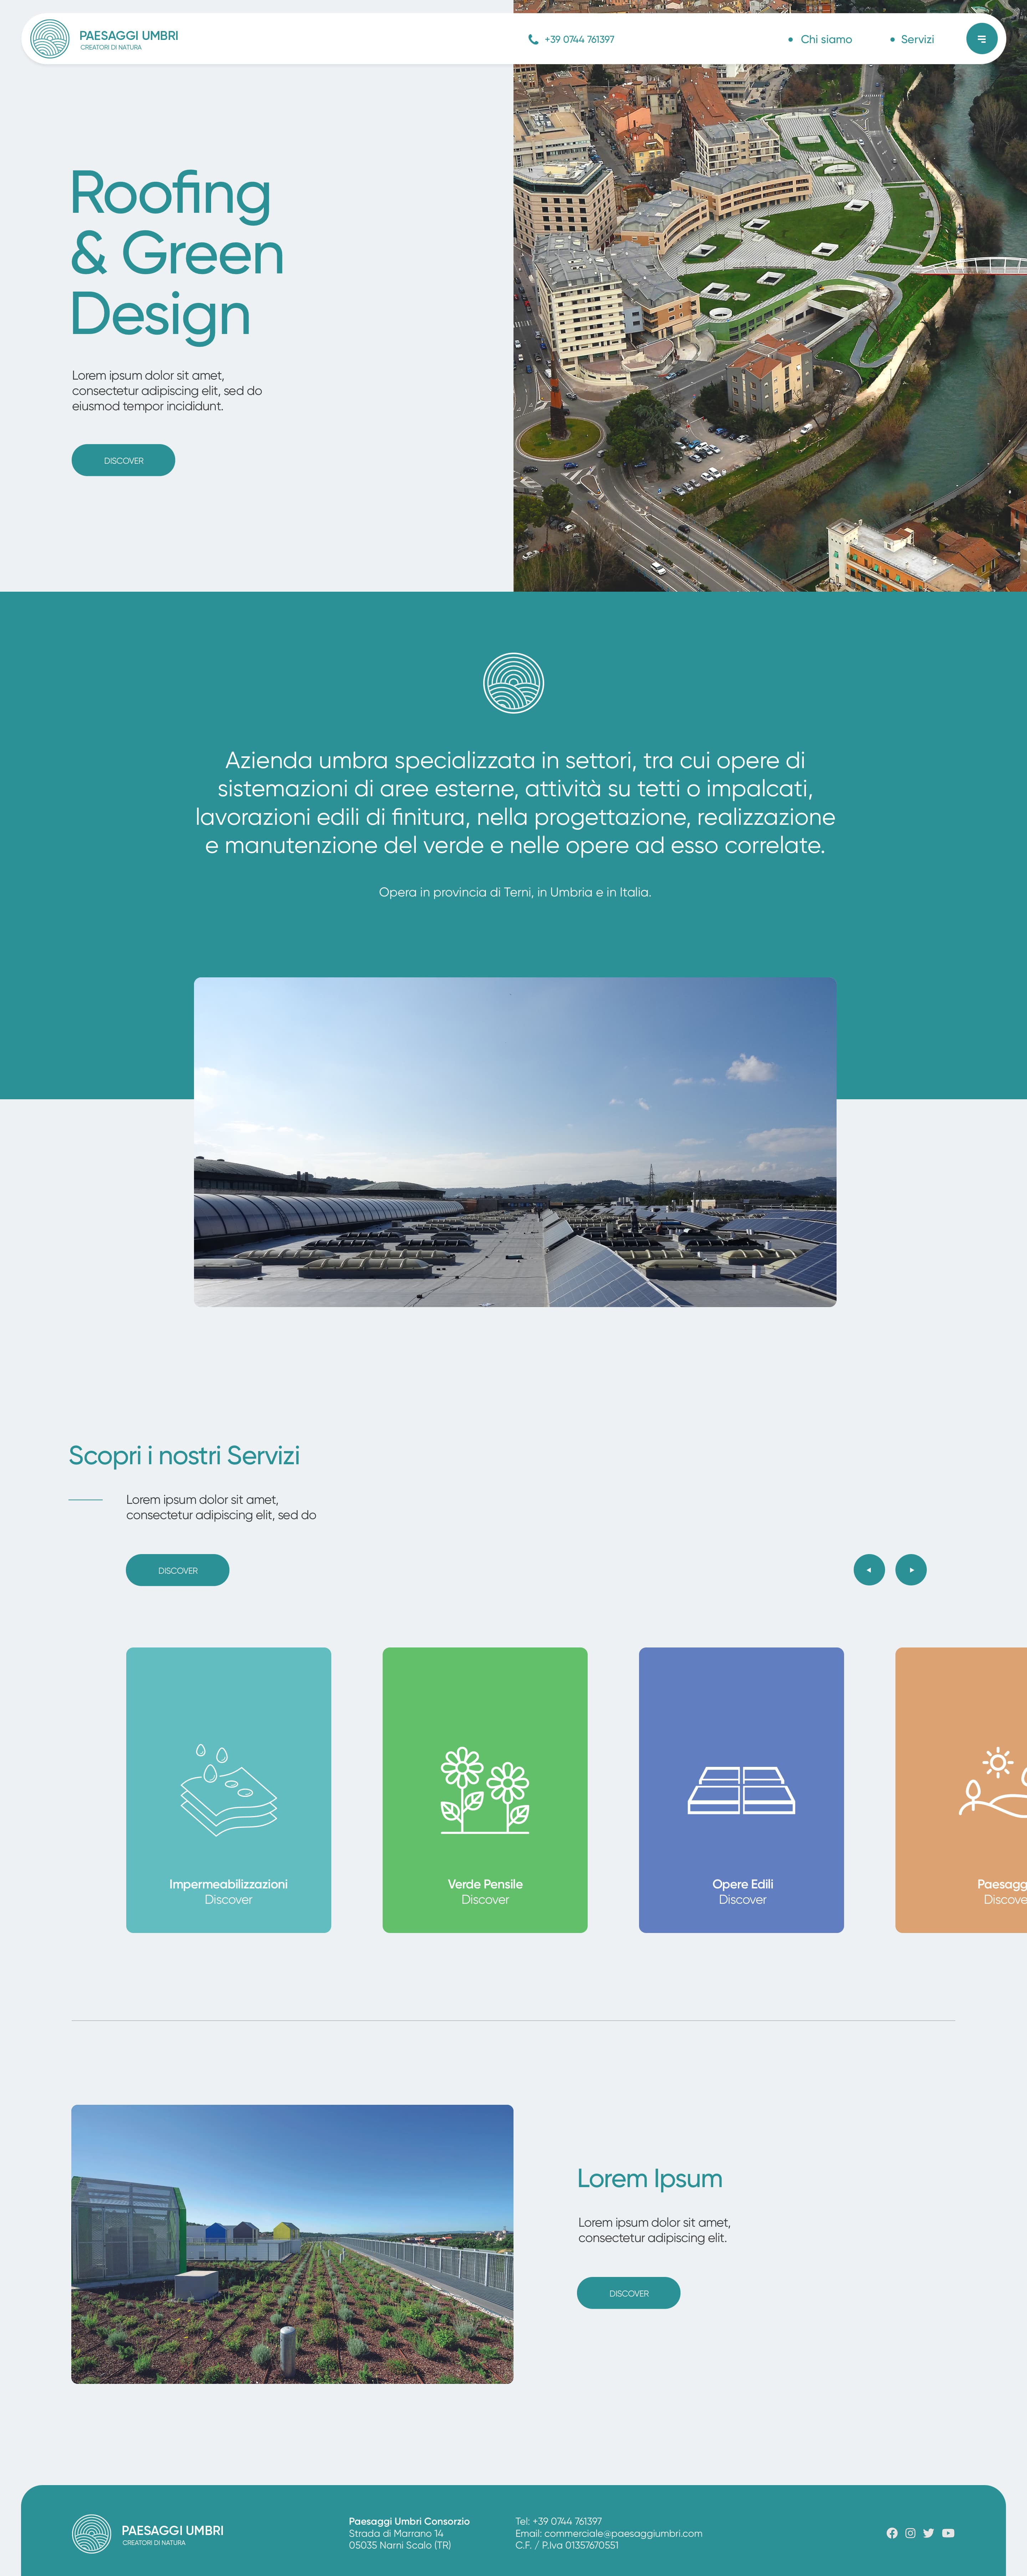 PAESAGGI UMBRI
CREATORI DI NATURA
+39 0744 761397
Chi siamo
Servizi
Roofing
& Green
Design
Lorem ipsum dolor sit amet,
consectetur adipiscing elit, sed do
eiusmod tempor incididunt.
DISCOVER
Azienda umbra specializzata in settori, tra cui opere di
sistemazioni di aree esterne, attività su tetti o impalcati,
lavorazioni edili di finitura, nella progettazione, realizzazione
e manutenzione del verde e nelle opere ad esso correlate.
Opera in provincia di Terni, in Umbria e in Italia.
Scopri i nostri Servizi
Lorem ipsum dolor sit amet,
consectetur adipiscing elit, sed do
DISCOVER
Impermeabilizzazioni
Discover
Verde Pensile
Discover
Opere Edili
Discover
Paesagg
Discove
Lorem Ipsum
Lorem ipsum dolor sit amet,
consectetur adipiscing elit.
DISCOVER
PAESAGGI UMBRI
CREATORI DI NATURA
Paesaggi Umbri Consorzio
Strada di Marrano 14
05035 Narni Scalo (TR)
Tel: +39 0744 761397
Email: commerciale@paesaggiumbri.com
C.F. / P.Iva 01357670551